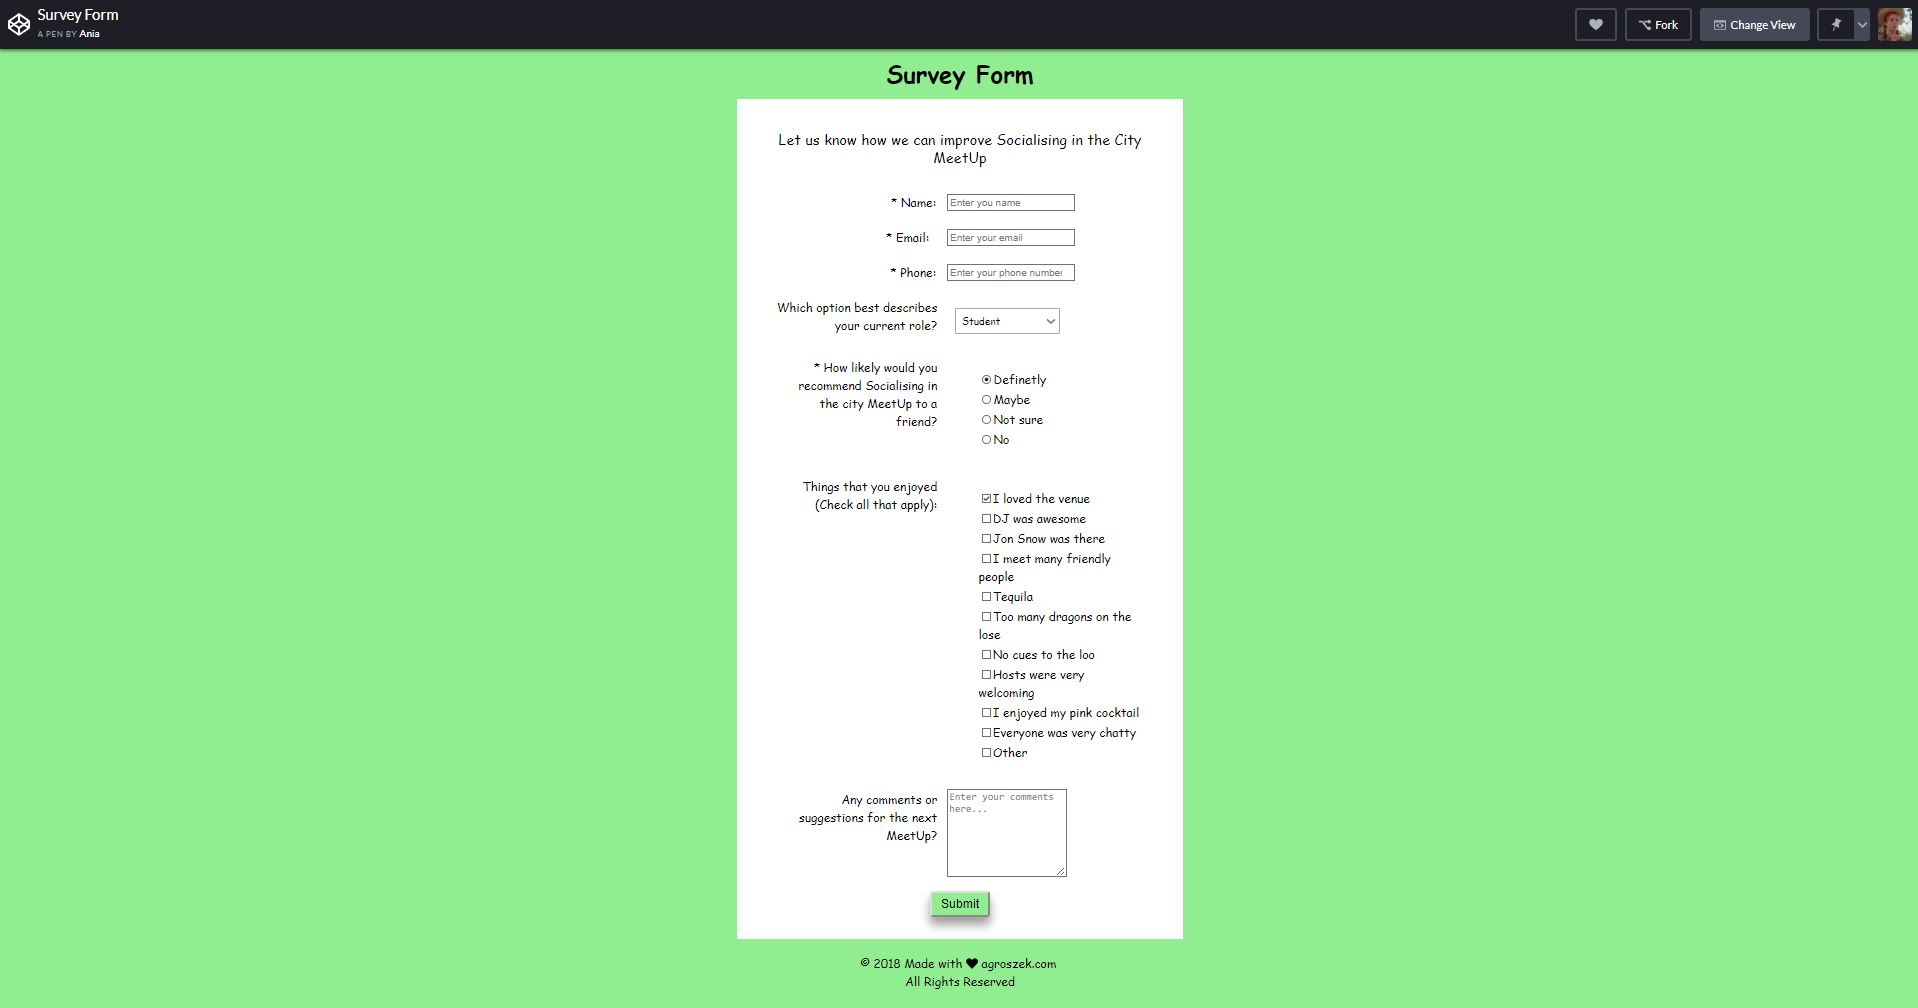 Survey Form
A PEN BY Ania
Fork
Change View
Survey Form
Let us know how we can improve Socialising in the City
MeetUp
* Name:
Enter you name
* Email:
Enter your email
* Phone:
Enter your phone number
Which option best describes
your current role?
Student
* How likely would you
recommend Socialising in
the city MeetUp to a
friend?
Definetly
Maybe
Not sure
No
Things that you enjoyed
(Check all that apply):
I loved the venue
DJ was awesome
Jon Snow was there
I meet many friendly
people
Tequila
Too many dragons on the
lose
No cues to the loo
Hosts were very
welcoming
I enjoyed my pink cocktail
Everyone was very chatty
Other
Any comments or
suggestions for the next
MeetUp?
Enter your comments
here...
Submit
© 2018 Made with ♥ agroszek.com
All Rights Reserved